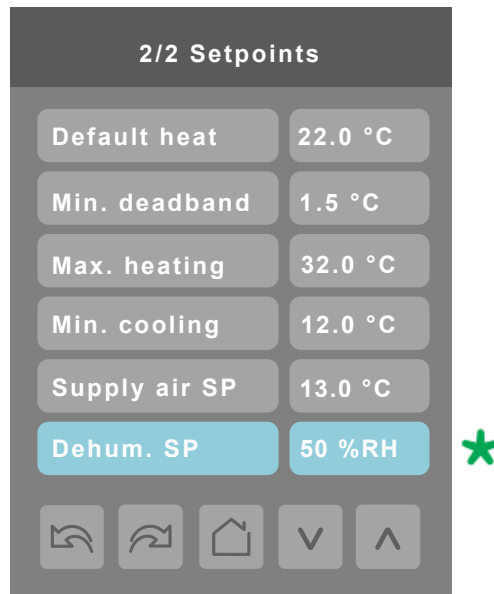 2/2 Setpoints
Default heat 22.0 °C
Min. deadband 1.5 °C
Max. heating 32.0 °C
Min. cooling 12.0 °C
Supply air SP 13.0 °C
Dehum. SP 50 %RH